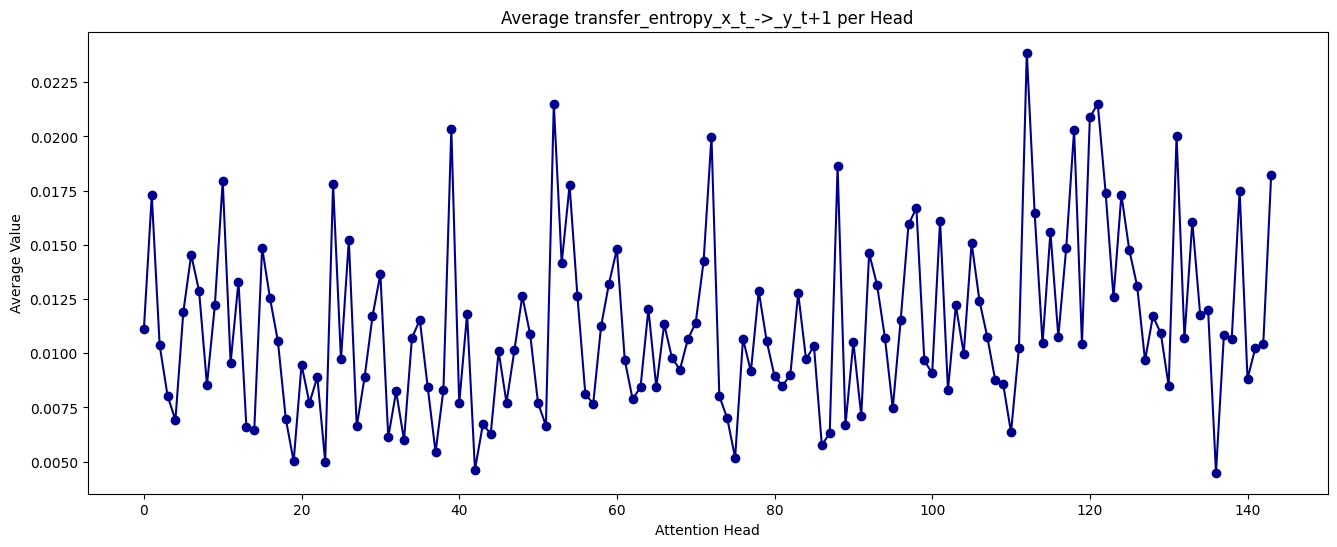 Average transfer_entropy_x_t_->_y_t+1 per Head
Average Value
0.0225
0.0200
0.0175
0.0150
0.0125
0.0100
0.0075
0.0050
0 20 40 60 80 100 120 140
Attention Head